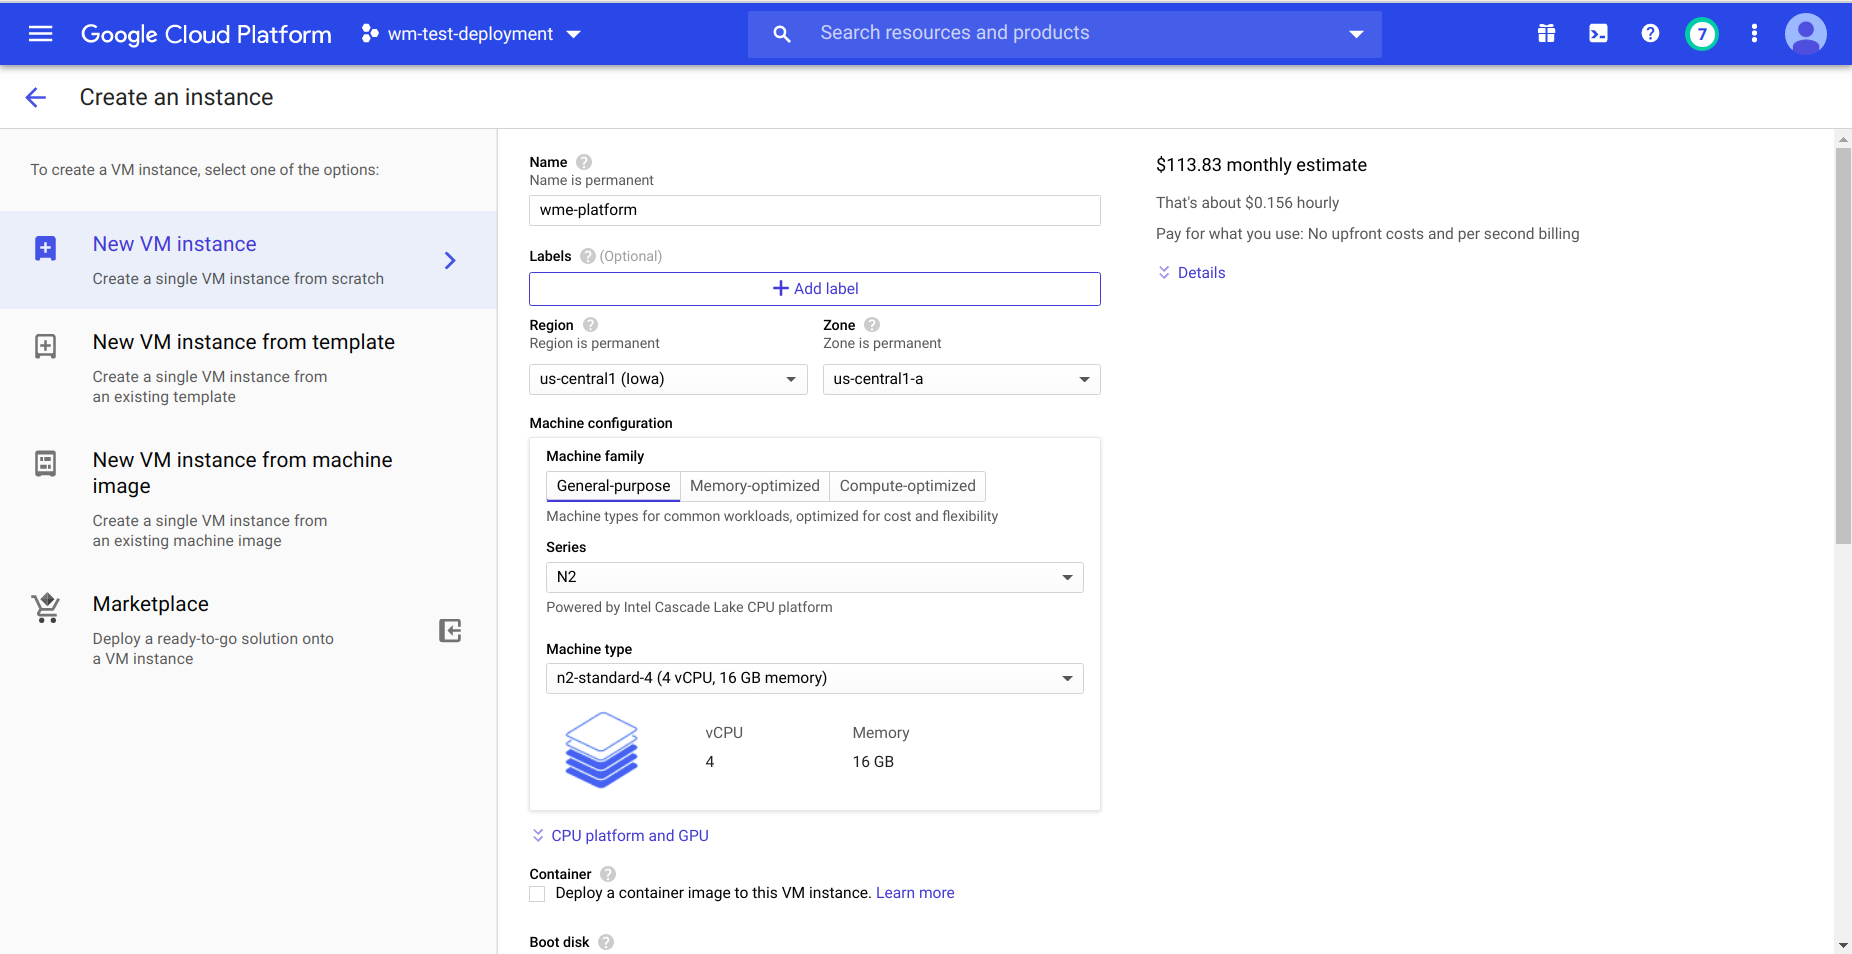 Google Cloud Platform
wm-test-deployment
Search resources and products
7
Create an instance
To create a VM instance, select one of the options:
New VM instance
Create a single VM instance from scratch
New VM instance from template
Create a single VM instance from
an existing template
New VM instance from machine
image
Create a single VM instance from
an existing machine image
Marketplace
Deploy a ready-to-go solution onto
a VM instance
Name
Name is permanent
wme-platform
Labels (Optional)
Add label
Region
Region is permanent
us-central1 (Iowa)
Zone
Zone is permanent
us-central1-a
Machine configuration
Machine family
General-purpose Memory-optimized Compute-optimized
Machine types for common workloads, optimized for cost and flexibility
Series
N2
Powered by Intel Cascade Lake CPU platform
Machine type
n2-standard-4 (4 vCPU, 16 GB memory)
vCPU Memory
4 16 GB
CPU platform and GPU
Container
Deploy a container image to this VM instance. Learn more
Boot disk
$113.83 monthly estimate
That's about $0.156 hourly
Pay for what you use: No upfront costs and per second billing
Details